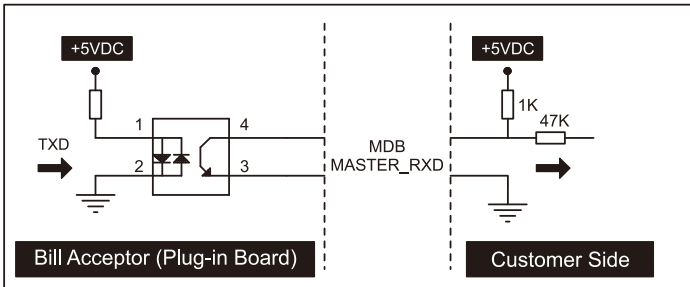 +5VDC
+5VDC
1K
47K
1
4
TXD
MDB
2
3
MASTER_RXD
Bill Acceptor (Plug-in Board)
Customer Side